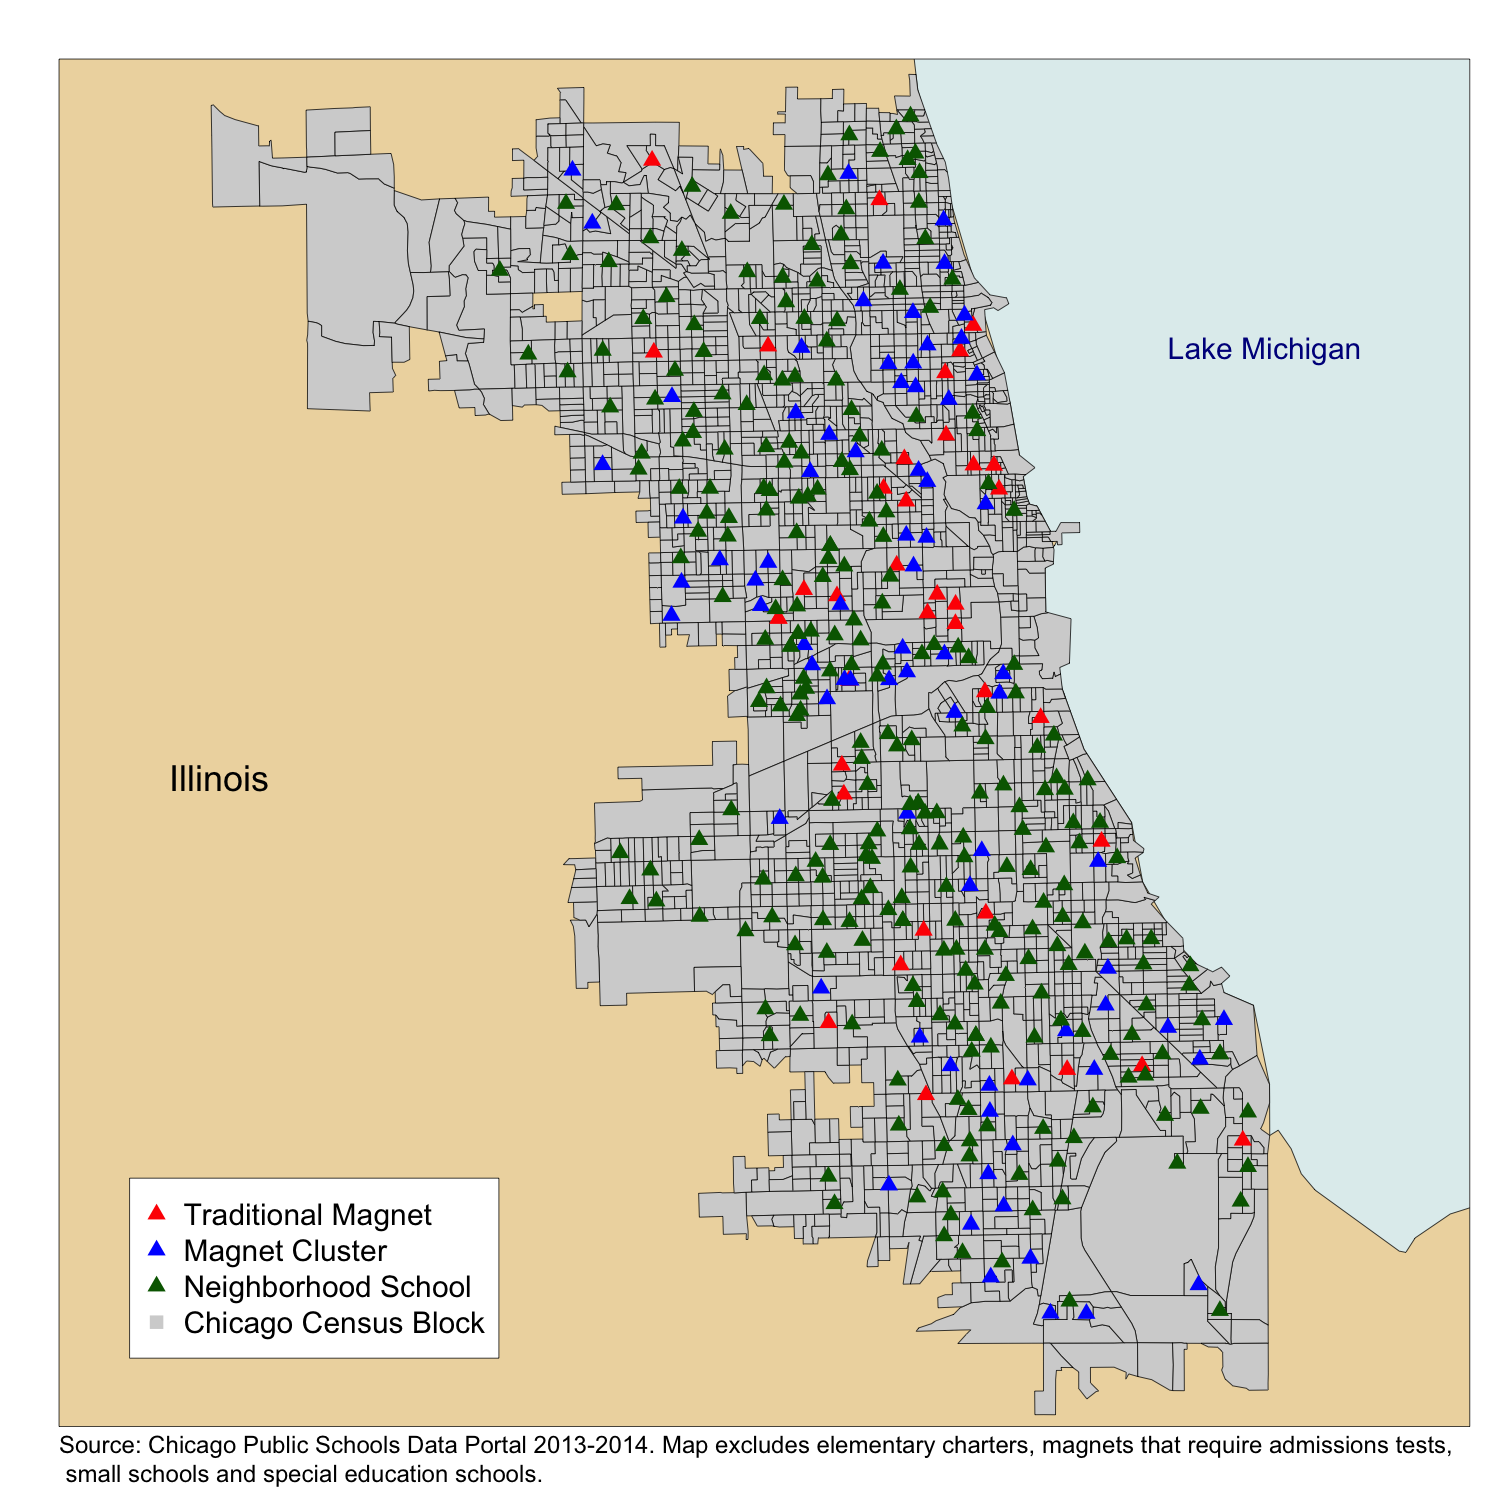 Lake Michigan
Illinois
Traditional Magnet
Magnet Cluster
Neighborhood School
Chicago Census Block
Source: Chicago Public Schools Data Portal 2013-2014. Map excludes elementary charters, magnets that require admissions tests,
small schools and special education schools.